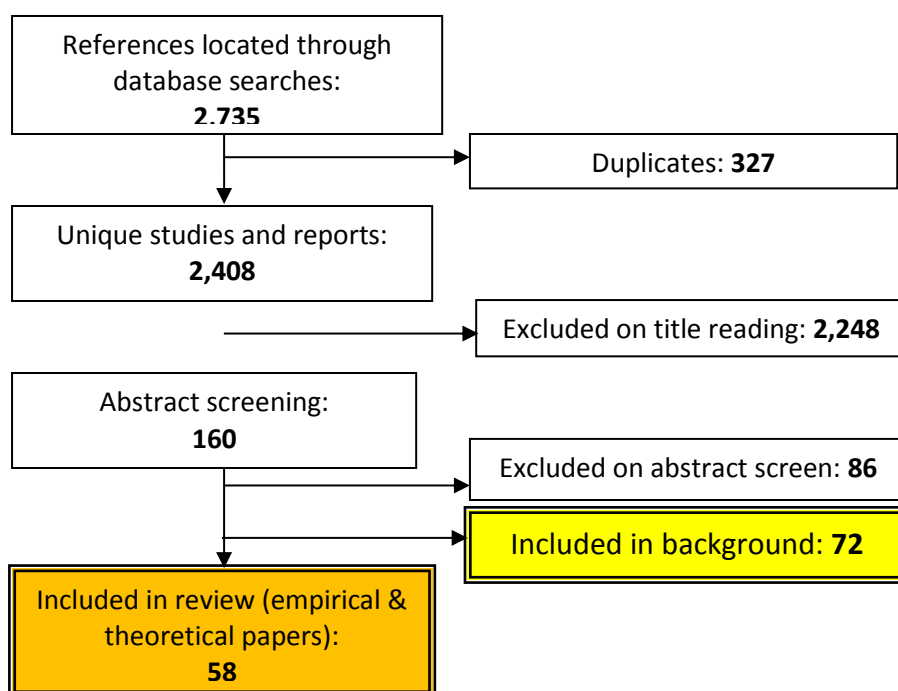 References located through
database searches:
2,735
Duplicates: 327
Unique studies and reports:
2,408
Excluded on title reading: 2,248
Abstract screening:
160
Excluded on abstract screen: 86
Included in background: 72
Included in review (empirical &
theoretical papers):
58